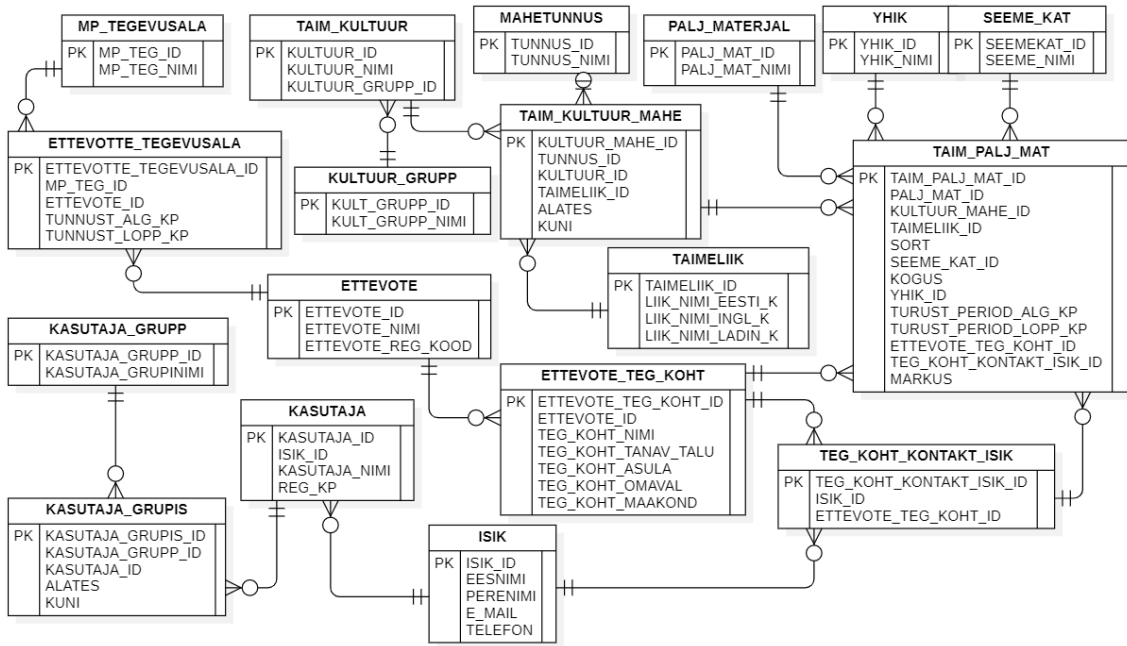 MP_TEGEVUSALA
PK MP_TEG_ID
MP_TEG_NIMI
TAIM_KULTUUR
PK KULTUUR_ID
KULTUUR_NIMI
KULTUUR_GRUPP_ID
MAHETUNNUS
PK TUNNUS_ID
TUNNUS_NIMI
PALJ_MATERJAL
PK PALJ_MAT_ID
PALJ_MAT_NIMI
YHIK
PK YHIK_ID
YHIK_NIMI
SEEME_KAT
PK SEEMEKAT_ID
SEEME_NIMI
ETTEVOTTE_TEGEVUSALA
PK ETTEVOTTE_TEGEVUSALA_ID
MP_TEG_ID
ETTEVOTE_ID
TUNNUST_ALG_KP
TUNNUST_LOPP_KP
KULTUUR_GRUPP
PK KULT_GRUPP_ID
KULT_GRUPP_NIMI
TAIM_KULTUUR_MAHE
PK KULTUUR_MAHE_ID
TUNNUS_ID
KULTUUR_ID
TAIMELIIK_ID
ALATES
KUNI
TAIM_PALJ_MAT
PK TAIM_PALJ_MAT_ID
PALJ_MAT_ID
KULTUUR_MAHE_ID
TAIMELIIK_ID
SORT
SEEME_KAT_ID
KOGUS
YHIK_ID
TURUST_PERIOD_ALG_KP
TURUST_PERIOD_LOPP_KP
ETTEVOTE_TEG_KOHT_ID
TEG_KOHT_KONTAKT_ISIK_ID
MARKUS
TAIMELIIK
PK TAIMELIIK_ID
LIIK_NIMI_EESTI_K
LIIK_NIMI_INGL_K
LIIK_NIMI_LADIN_K
ETTEVOTE
PK ETTEVOTE_ID
ETTEVOTE_NIMI
ETTEVOTE_REG_KOOD
KASUTAJA_GRUPP
PK KASUTAJA_GRUPP_ID
KASUTAJA_GRUPINIMI
KASUTAJA
PK KASUTAJA_ID
ISIK_ID
KASUTAJA_NIMI
REG_KP
ETTEVOTE_TEG_KOHT
PK ETTEVOTE_TEG_KOHT_ID
ETTEVOTE_ID
TEG_KOHT_NIMI
TEG_KOHT_TANAV_TALU
TEG_KOHT_ASULA
TEG_KOHT_OMAVAL
TEG_KOHT_MAAKOND
TEG_KOHT_KONTAKT_ISIK
PK TEG_KOHT_KONTAKT_ISIK_ID
ISIK_ID
ETTEVOTE_TEG_KOHT_ID
KASUTAJA_GRUPIS
PK KASUTAJA_GRUPIS_ID
KASUTAJA_GRUPP_ID
KASUTAJA_ID
ALATES
KUNI
ISIK
PK ISIK_ID
EESNIMI
PERENIMI
E_MAIL
TELEFON